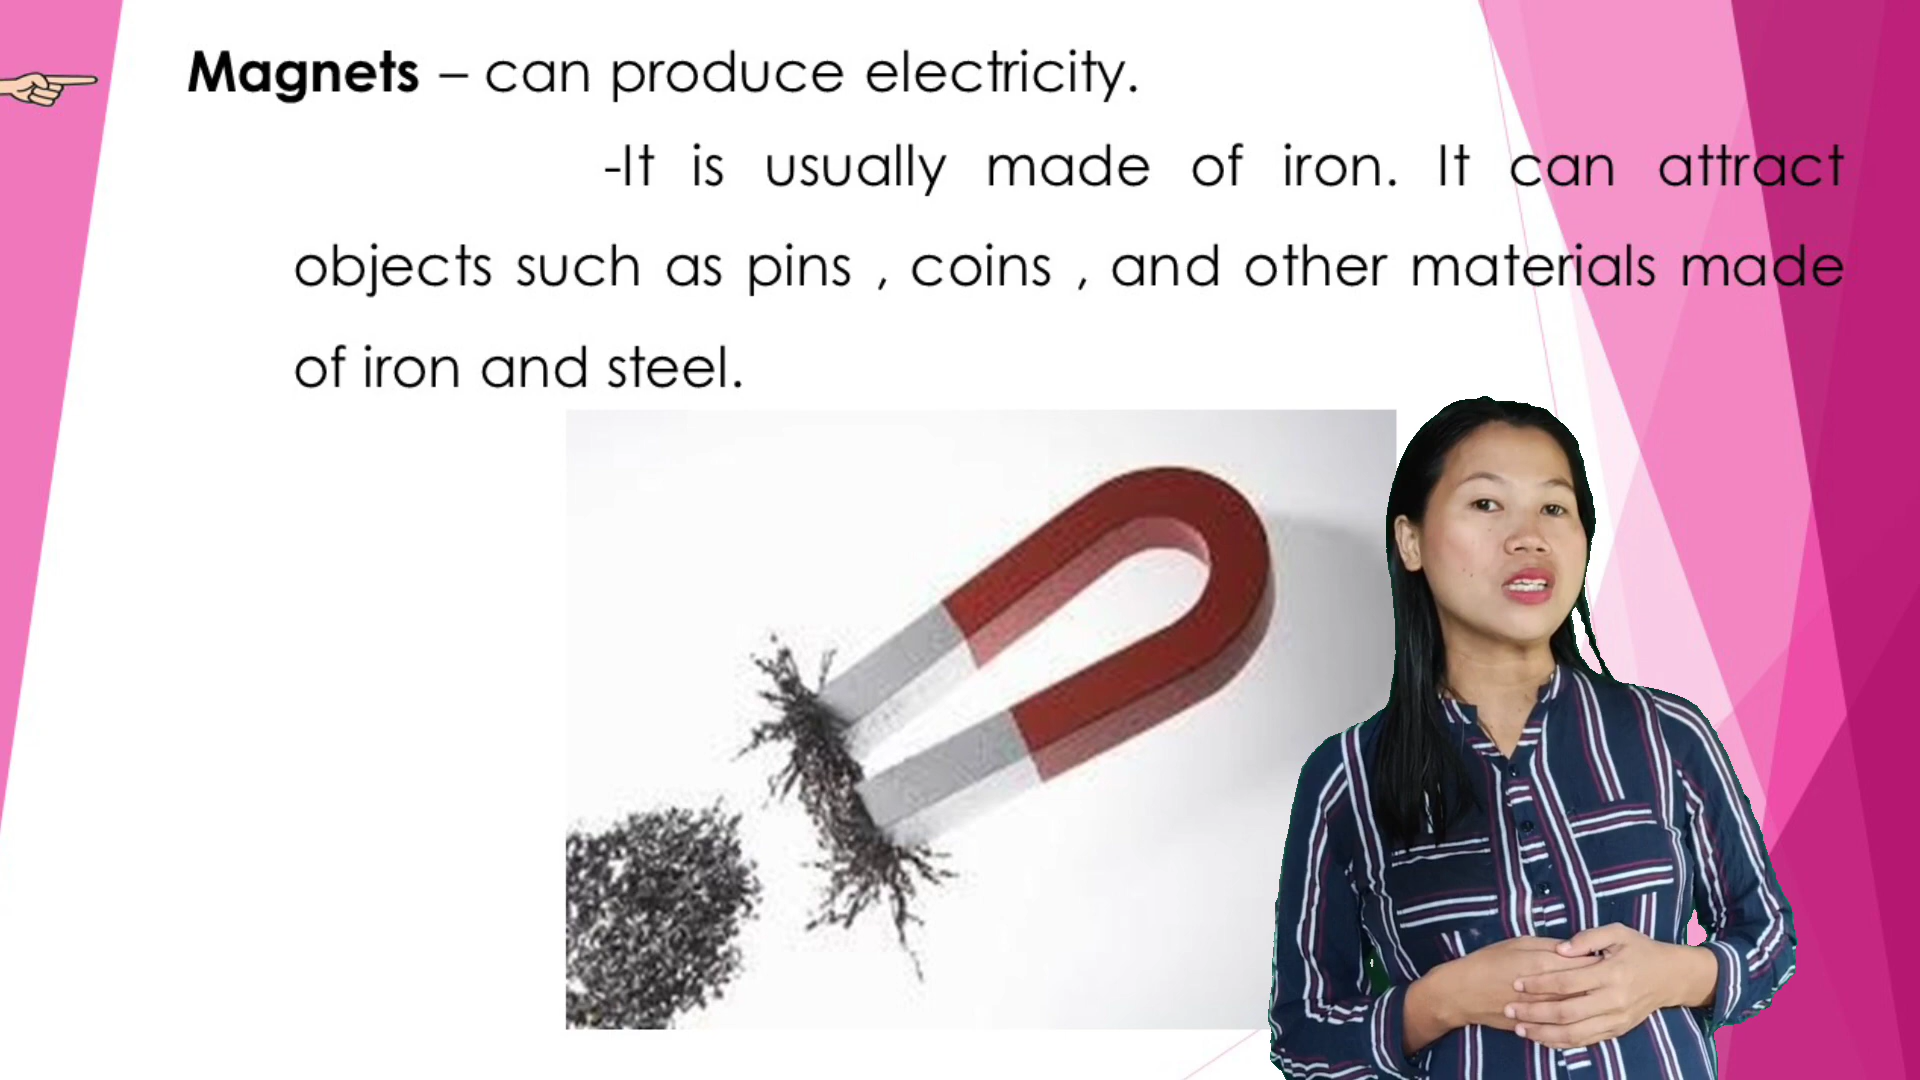 Magnets – can produce electricity.
-It is usually made of iron. It can attract
objects such as pins , coins , and other materials made
of iron and steel.